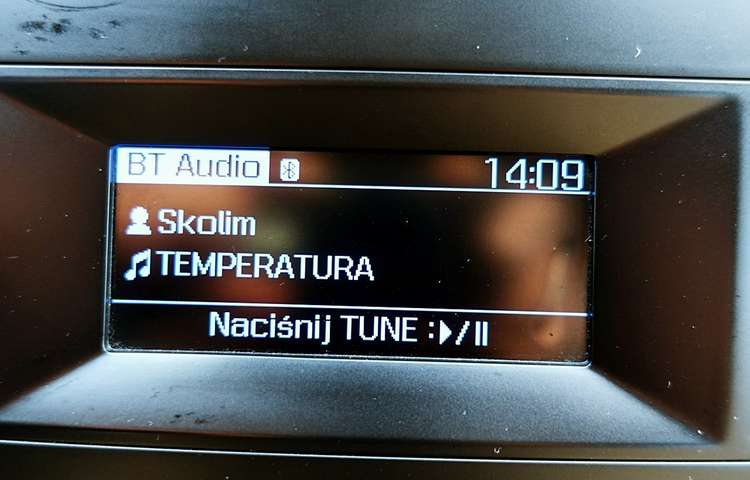 BT Audio 14:09
Skolim
TEMPERATURA
Naciśnij TUNE :▶/II